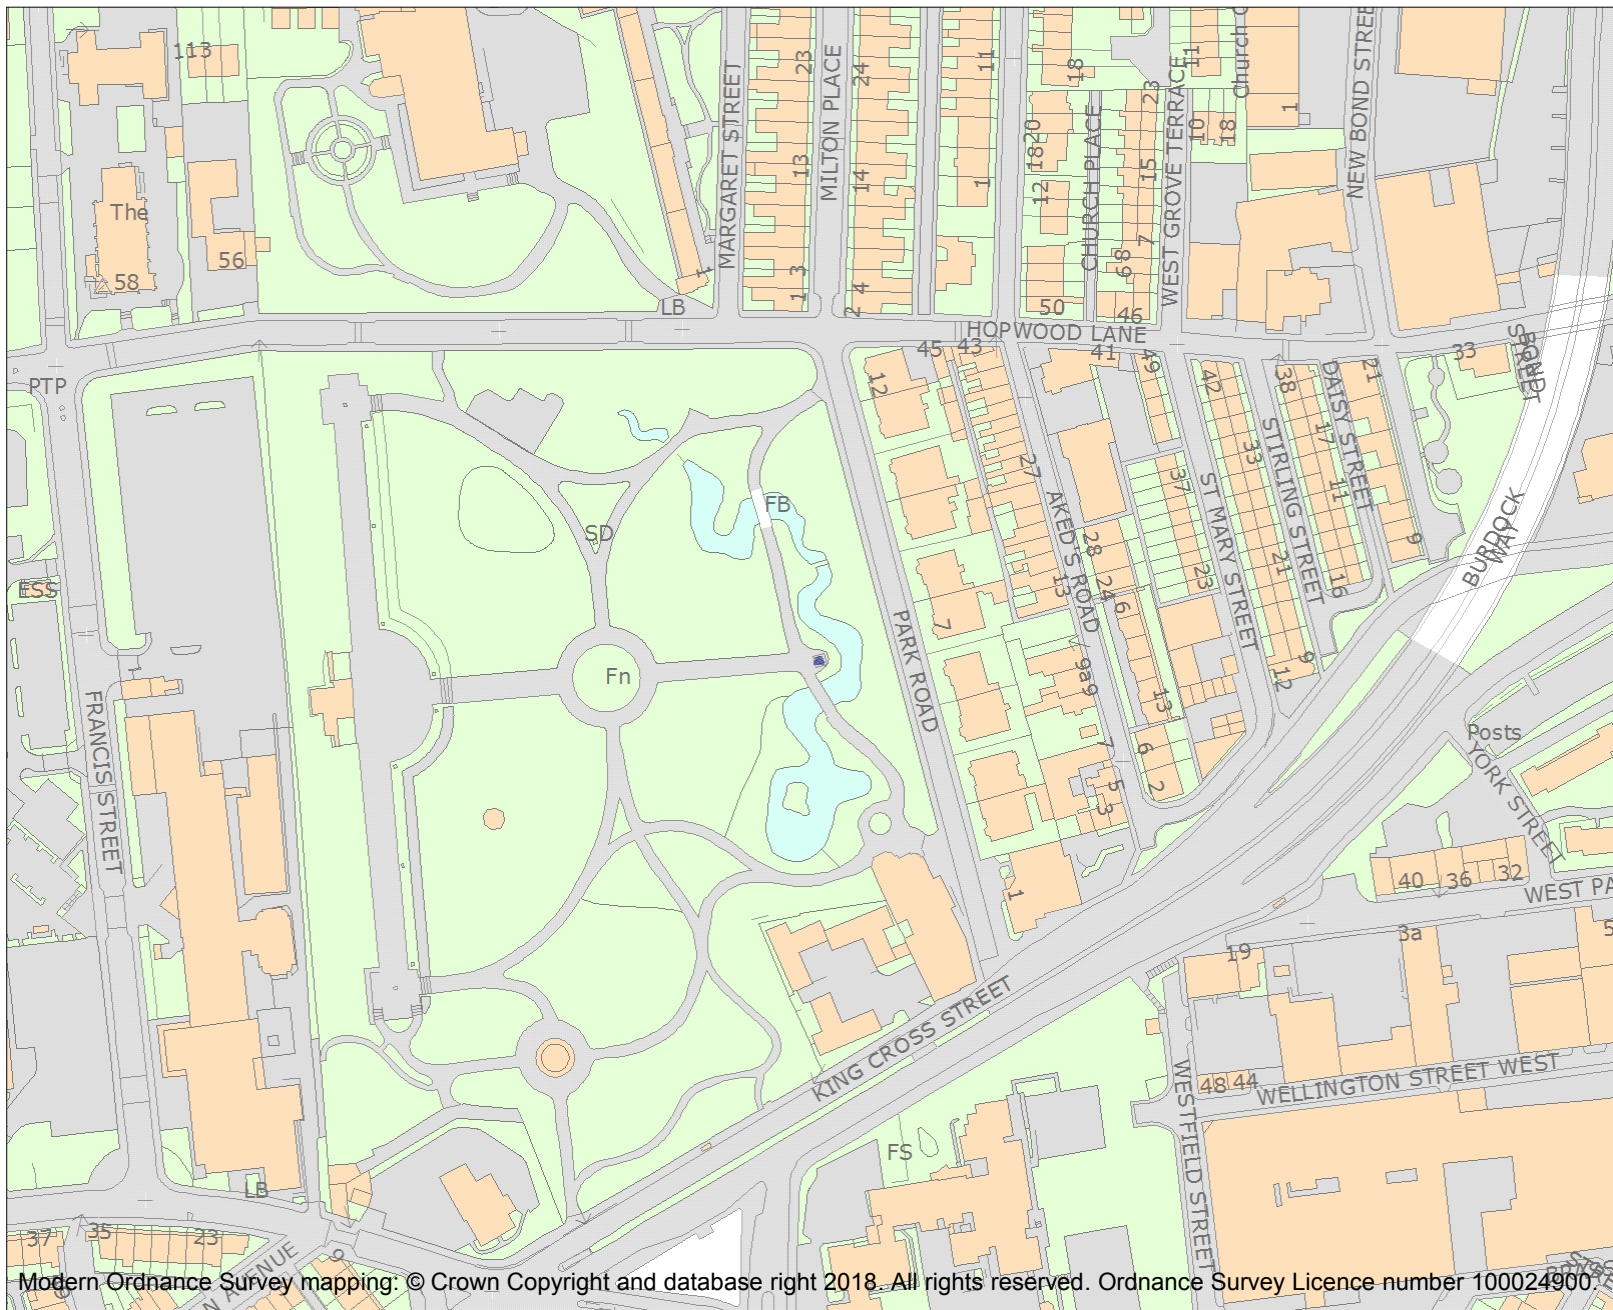 113
The
58
56
PTP
ESS
LB
MARGARET STREET
1
23
13
3
1
MILTON PLACE
24
14
4
2
11
1
18
1820
12
CHURCH PLACE
50
23
15
7
68
46
WEST GROVE TERRACE
11
10
18
1
NEW BOND STREE
HOPWOOD LANE
45
43
41
49
12
27
13
7
AKED'S ROAD
28
24
6
37
23
ST MARY STREET
42
33
21
12
STIRLING STREET
38
17
11
16
9
DAISY STREET
21
9
33
BOND
STREET
BURDOCK
WAY
SD
FB
Fn
PARK ROAD
9a9
13
7
5
3
6
2
1
FRANCIS STREET
Posts
YORK STREET
40
36
32
WEST PA
3a
5
19
KING CROSS STREET
48 44
WELLINGTON STREET WEST
WESTFIELD STREET
FS
LB
37
35
23
9
N AVENUE
Modern Ordnance Survey mapping: © Crown Copyright and database right 2018. All rights reserved. Ordnance Survey Licence number 100024900.